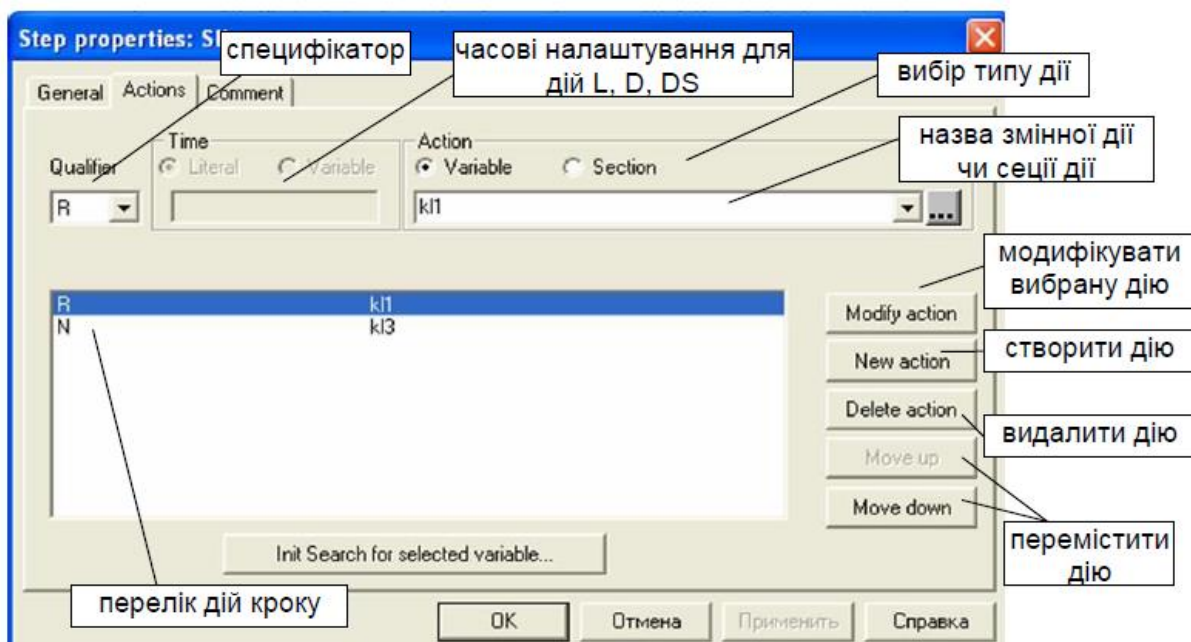 Step properties: S
специфікатор
часові налаштування для
дій L, D, DS
вибір типу дії
General Actions Comment
назва змінної дії
чи сеції дії
Qualifier
Time
Literal Variable
Action
Variable Section
R
kl1
...
модифікувати
вибрану дію
R kl1
N kl3
Modify action
New action
створити дію
Delete action
видалити дію
Move up
Move down
перемістити
дію
Init Search for selected variable...
перелік дій кроку
OK Отмена Применить Справка